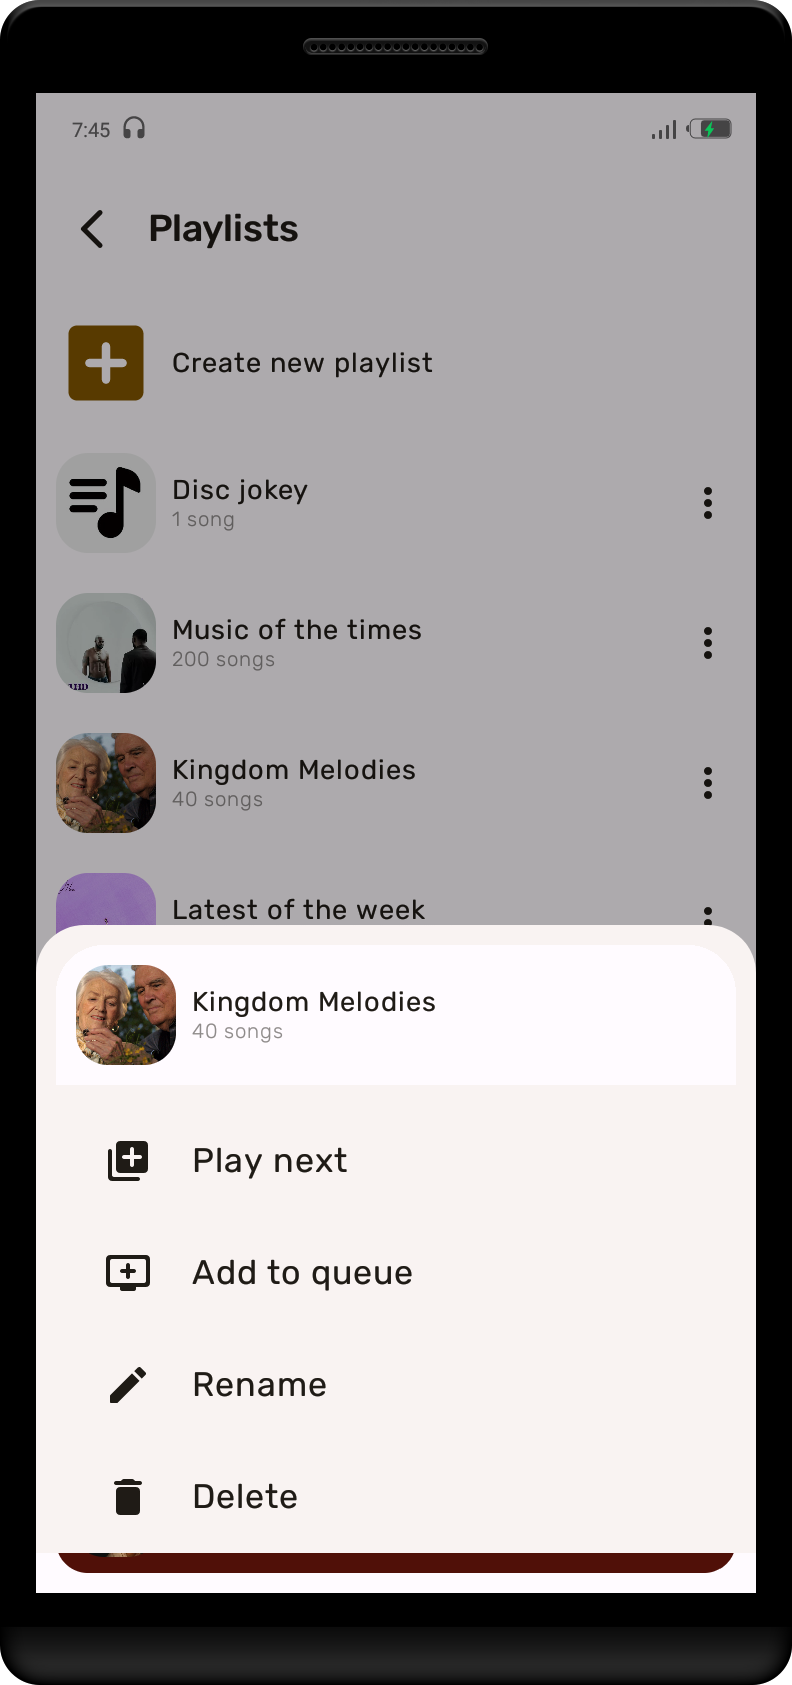 7:45
Playlists
Create new playlist
Disc jokey
1 song
Music of the times
200 songs
Kingdom Melodies
40 songs
Latest of the week
Kingdom Melodies
40 songs
Play next
Add to queue
Rename
Delete